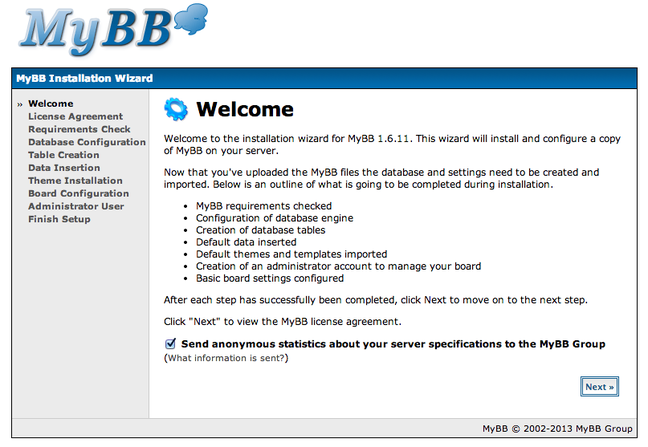 MyBB
MyBB Installation Wizard
» Welcome
License Agreement
Requirements Check
Database Configuration
Table Creation
Data Insertion
Theme Installation
Board Configuration
Administrator User
Finish Setup
Welcome
Welcome to the installation wizard for MyBB 1.6.11. This wizard will install and configure a copy
of MyBB on your server.
Now that you've uploaded the MyBB files the database and settings need to be created and
imported. Below is an outline of what is going to be completed during installation.
• MyBB requirements checked
• Configuration of database engine
• Creation of database tables
• Default data inserted
• Default themes and templates imported
• Creation of an administrator account to manage your board
• Basic board settings configured
After each step has successfully been completed, click Next to move on to the next step.
Click "Next" to view the MyBB license agreement.
Send anonymous statistics about your server specifications to the MyBB Group
(What information is sent?)
Next »
MyBB © 2002-2013 MyBB Group